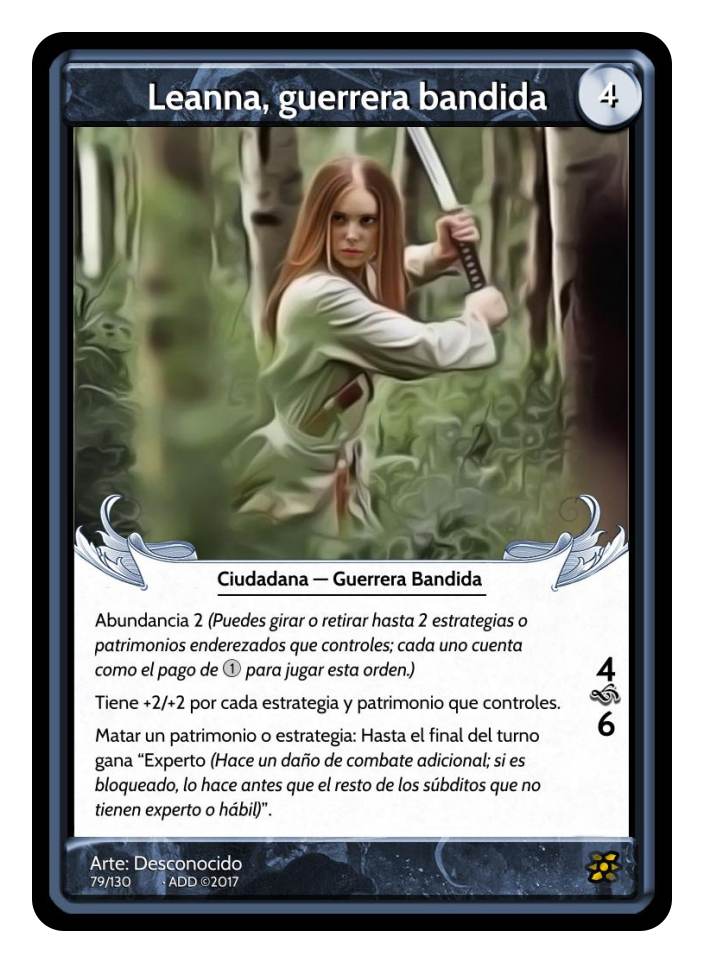 Leanna, guerrera bandida
4
Ciudadana — Guerrera Bandida
Abundancia 2 (Puedes girar o retirar hasta 2 estrategias o
patrimonios enderezados que controles; cada uno cuenta
como el pago de 1 para jugar esta orden.)
Tiene +2/+2 por cada estrategia y patrimonio que controles.
Matar un patrimonio o estrategia: Hasta el final del turno
gana “Experto (Hace un daño de combate adicional; si es
bloqueado, lo hace antes que el resto de los súbditos que no
tienen experto o hábil)”.
4
6
Arte: Desconocido
79/130 · ADD ©2017